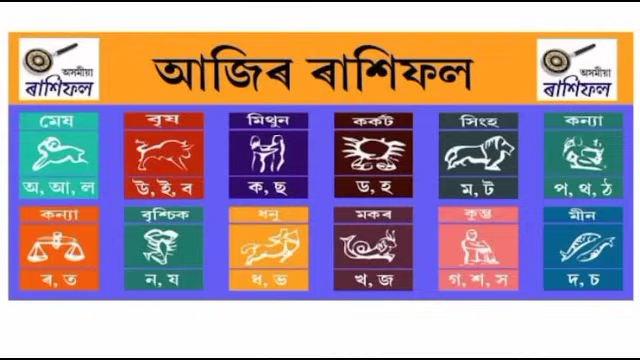 অসমীয়া
ৰাশিফল
আজিৰ ৰাশিফল
অসমীয়া
ৰাশিফল
মেষ
বৃষ
মিথুন
কৰ্কট
সিংহ
কন্যা
অ, আ, ল
উ, ই, ব
ক, ছ
ড, হ
ম, ট
প, থ, ঠ
কন্যা
বৃশ্চিক
ধনু
মকৰ
কুম্ভ
মীন
ৰ, ত
ন, য
ধ, ভ
খ, জ
গ, শ, স
দ, চ